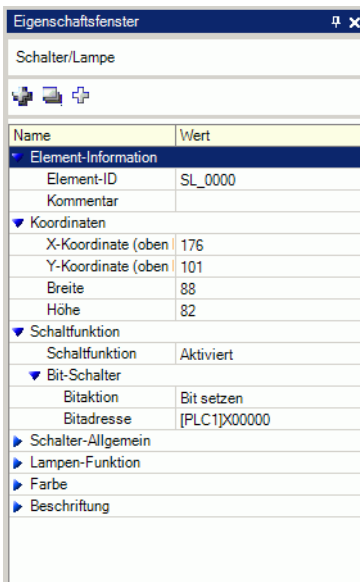 Eigenschaftsfenster
Schalter/Lampe
Name Wert
Element-Information
Element-ID SL_0000
Kommentar
Koordinaten
X-Koordinate (oben 176
Y-Koordinate (oben 101
Breite 88
Höhe 82
Schaltfunktion
Schaltfunktion Aktiviert
Bit-Schalter
Bitaktion Bit setzen
Bitadresse [PLC1]X00000
Schalter-Allgemein
Lampen-Funktion
Farbe
Beschriftung